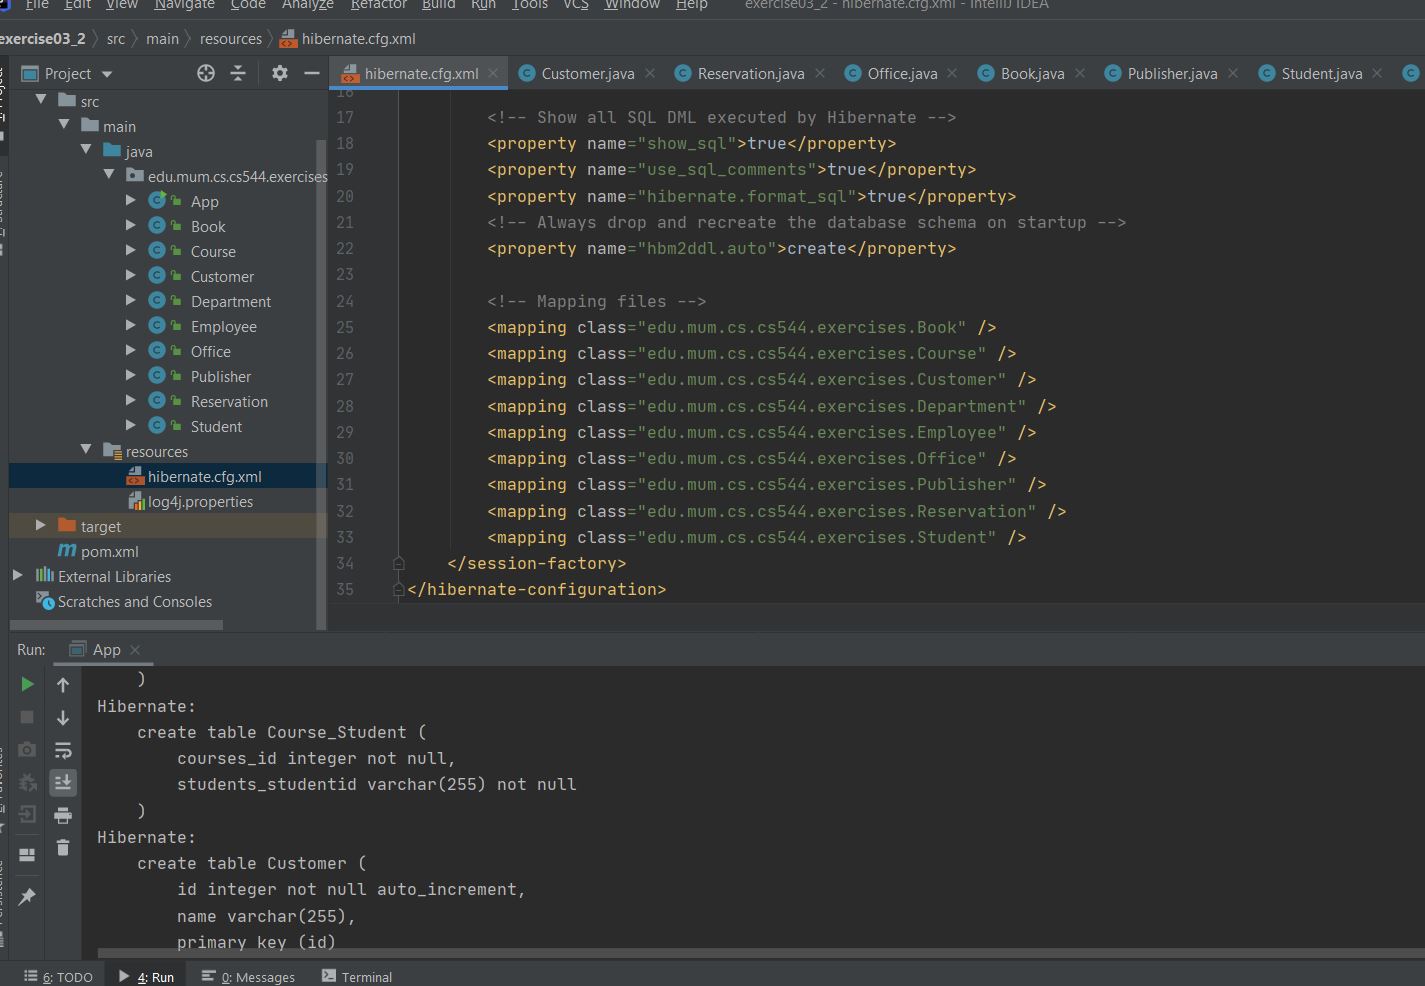 File Edit View Navigate Code Analyze Refactor Build Run Tools VCS Window Help exercise03_2 - hibernate.cfg.xml - IntelliJ IDEA
exercise03_2 src main resources hibernate.cfg.xml
Project
hibernate.cfg.xml Customer.java Reservation.java Office.java Book.java Publisher.java Student.java
src
main
java
edu.mum.cs.cs544.exercises
App
Book
Course
Customer
Department
Employee
Office
Publisher
Reservation
Student
resources
hibernate.cfg.xml
log4j.properties
target
pom.xml
External Libraries
Scratches and Consoles
16
17 <!-- Show all SQL DML executed by Hibernate -->
18 <property name="show_sql">true</property>
19 <property name="use_sql_comments">true</property>
20 <property name="hibernate.format_sql">true</property>
21 <!-- Always drop and recreate the database schema on startup -->
22 <property name="hbm2ddl.auto">create</property>
23
24 <!-- Mapping files -->
25 <mapping class="edu.mum.cs.cs544.exercises.Book" />
26 <mapping class="edu.mum.cs.cs544.exercises.Course" />
27 <mapping class="edu.mum.cs.cs544.exercises.Customer" />
28 <mapping class="edu.mum.cs.cs544.exercises.Department" />
29 <mapping class="edu.mum.cs.cs544.exercises.Employee" />
30 <mapping class="edu.mum.cs.cs544.exercises.Office" />
31 <mapping class="edu.mum.cs.cs544.exercises.Publisher" />
32 <mapping class="edu.mum.cs.cs544.exercises.Reservation" />
33 <mapping class="edu.mum.cs.cs544.exercises.Student" />
34 </session-factory>
35 </hibernate-configuration>
Run: App
)
Hibernate:
create table Course_Student (
courses_id integer not null,
students_studentid varchar(255) not null
)
Hibernate:
create table Customer (
id integer not null auto_increment,
name varchar(255),
primary key (id)
6: TODO 4: Run 0: Messages Terminal